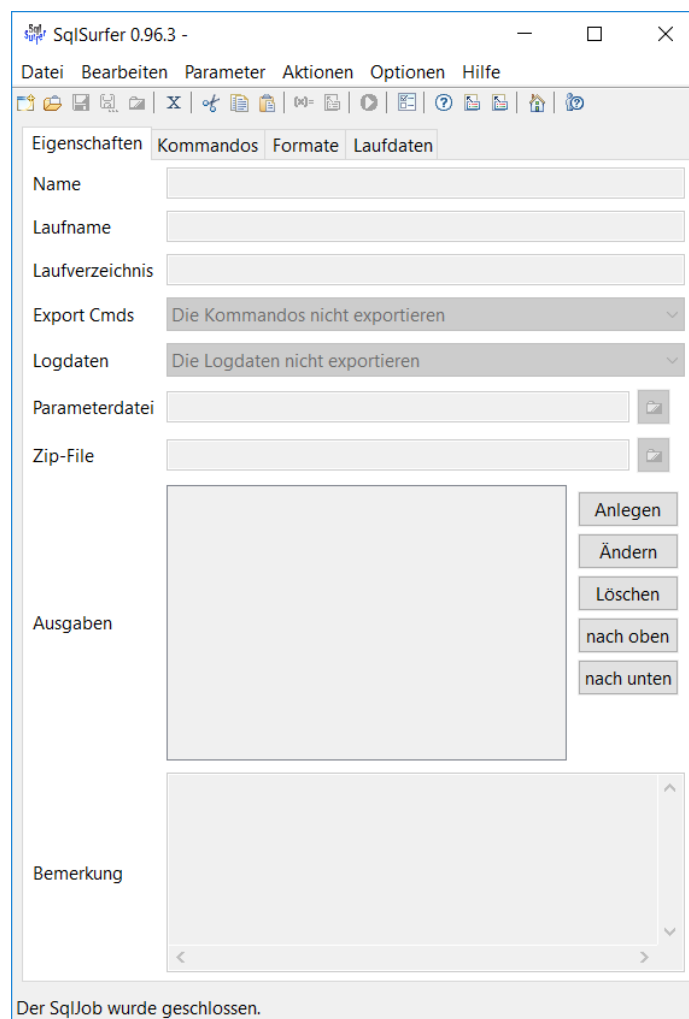 SqlSurfer 0.96.3 -
Datei Bearbeiten Parameter Aktionen Optionen Hilfe
Eigenschaften Kommandos Formate Laufdaten
Name
Laufname
Laufverzeichnis
Export Cmds Die Kommandos nicht exportieren
Logdaten Die Logdaten nicht exportieren
Parameterdatei
Zip-File
Anlegen
Ändern
Löschen
Ausgaben
nach oben
nach unten
Bemerkung
Der SqlJob wurde geschlossen.